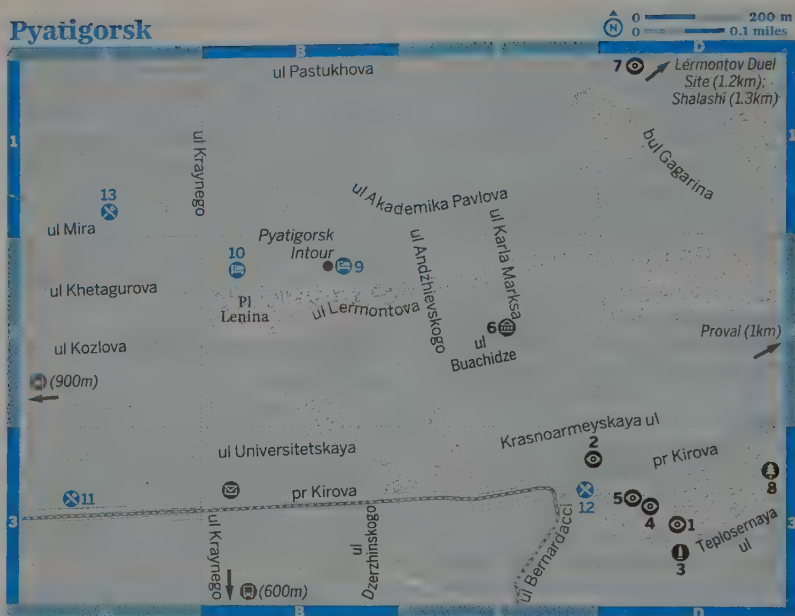 Pyatigorsk
N
0 200 m
0 0.1 miles
B
D
ul Pastukhova
7
Lermontov Duel
Site (1.2km);
Shalashi (1.3km)
1
1
ul Kraynego
bul Gagarina
13
ul Akademika Pavlova
ul Mira
ul Karla Marksa
ul Andzhievskogo
Pyatigorsk
Intour
10
9
ul Khetagurova
Pl
Lenina
ul Lermontova
6
ul
Buachidze
Proval (1km)
ul Kozlova
(900m)
Krasnoarmeyskaya ul
2
ul Universitetskaya
pr Kirova
8
11
pr Kirova
12
5
4
1
3
3
3
Teplosernaya
ul
ul Kraynego
ul
Dzerzhinskogo
ul Bernardacci
(600m)
B
D